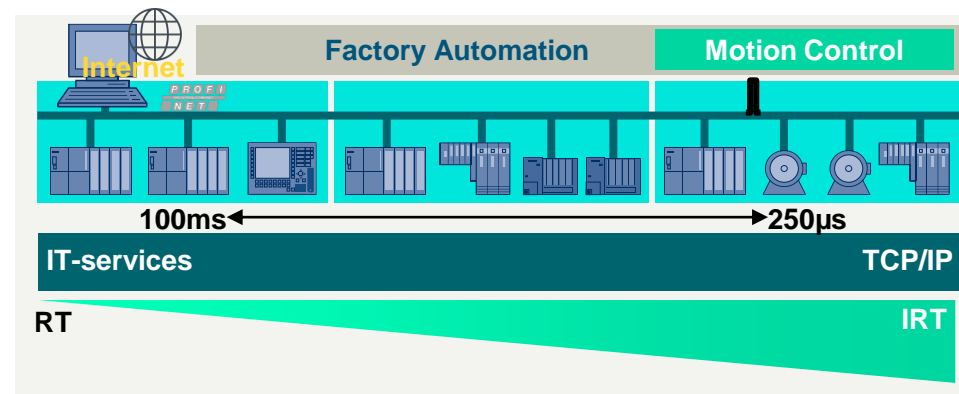 Factory Automation
Motion Control
Internet
PROFI
NET
100ms
250µs
IT-services
TCP/IP
RT
IRT